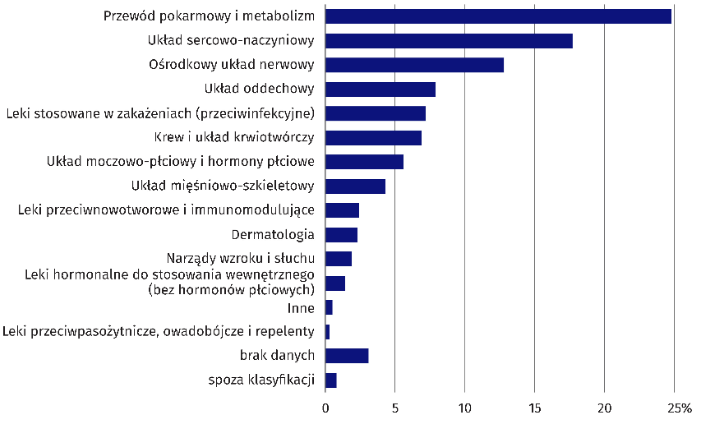 Przewód pokarmowy i metabolizm
Układ sercowo-naczyniowy
Ośrodkowy układ nerwowy
Układ oddechowy
Leki stosowane w zakażeniach (przeciwinfekcyjne)
Krew i układ krwiotwórczy
Układ moczowo-płciowy i hormony płciowe
Układ mięśniowo-szkieletowy
Leki przeciwnowotworowe i immunomodulujące
Dermatologia
Narządy wzroku i słuchu
Leki hormonalne do stosowania wewnętrznego
(bez hormonów płciowych)
Inne
Leki przeciwpasożytnicze, owadobójcze i repelenty
brak danych
spoza klasyfikacji
0 5 10 15 20 25%